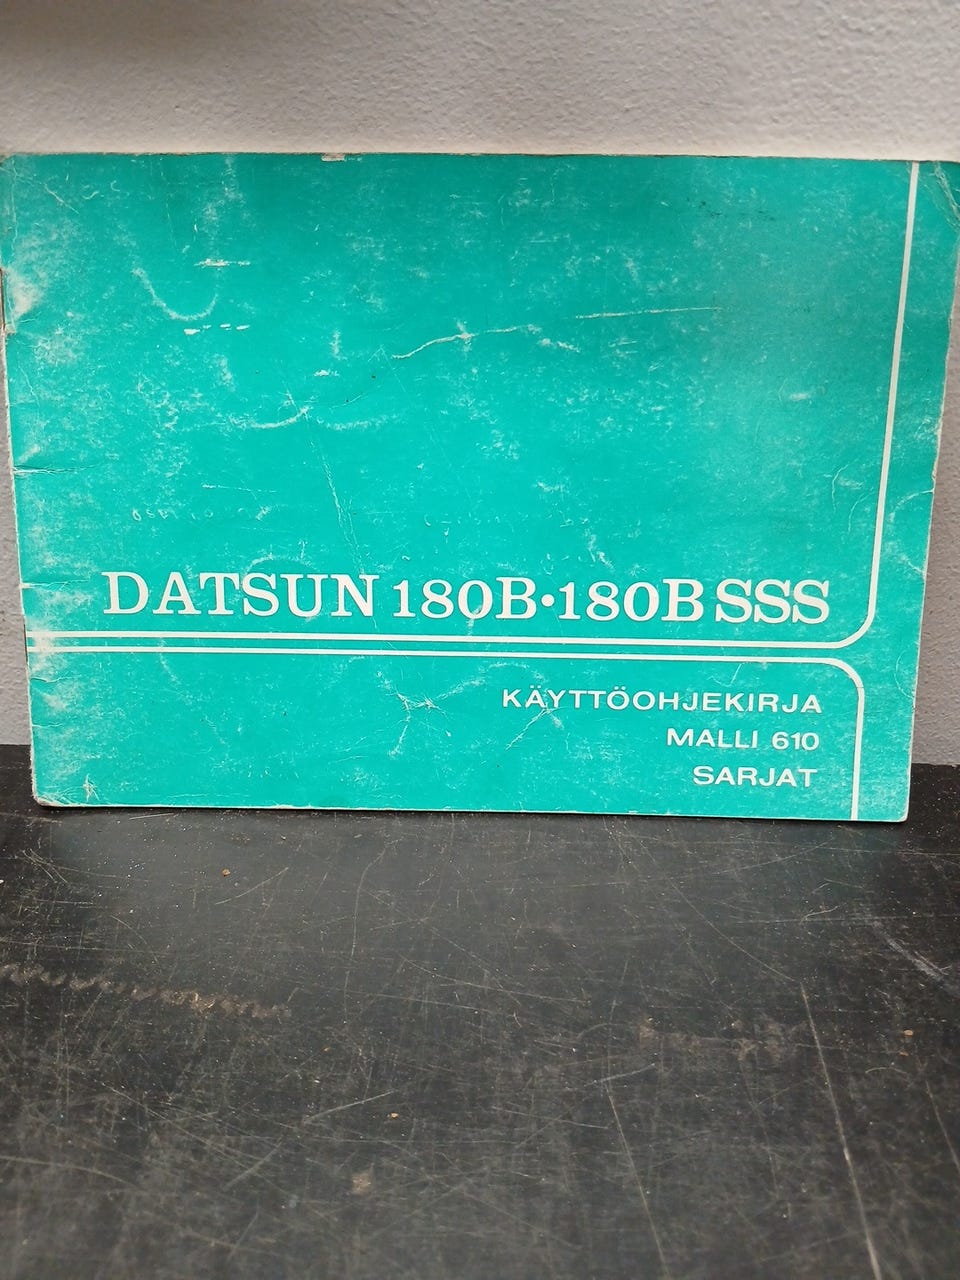 DATSUN 180B•180B SSS
KÄYTTÖOHJEKIRJA
MALLI 610
SARJAT